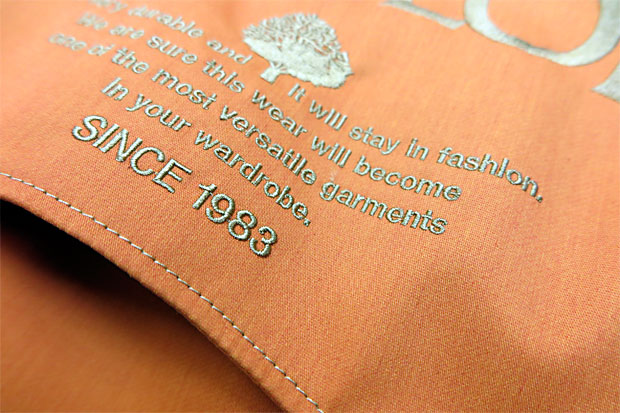 durable and It will stay in fashion.
We are sure this wear will become
one of the most versatile garments
In your wardrobe.
SINCE 1983